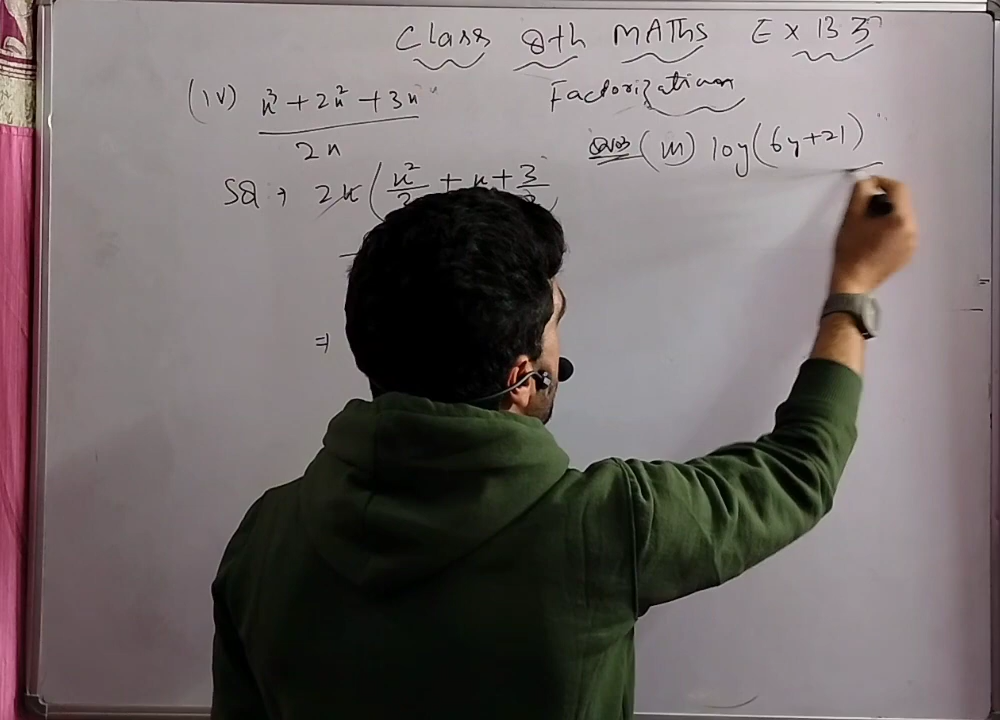 Class 8th MATHs Ex 13.3
Factorization
(iv) x³ + 2x² + 3x
2x
Ques (iii) 10y(6y+21)
Sol → 2x (x²/2 + x + 3/2)
⇒